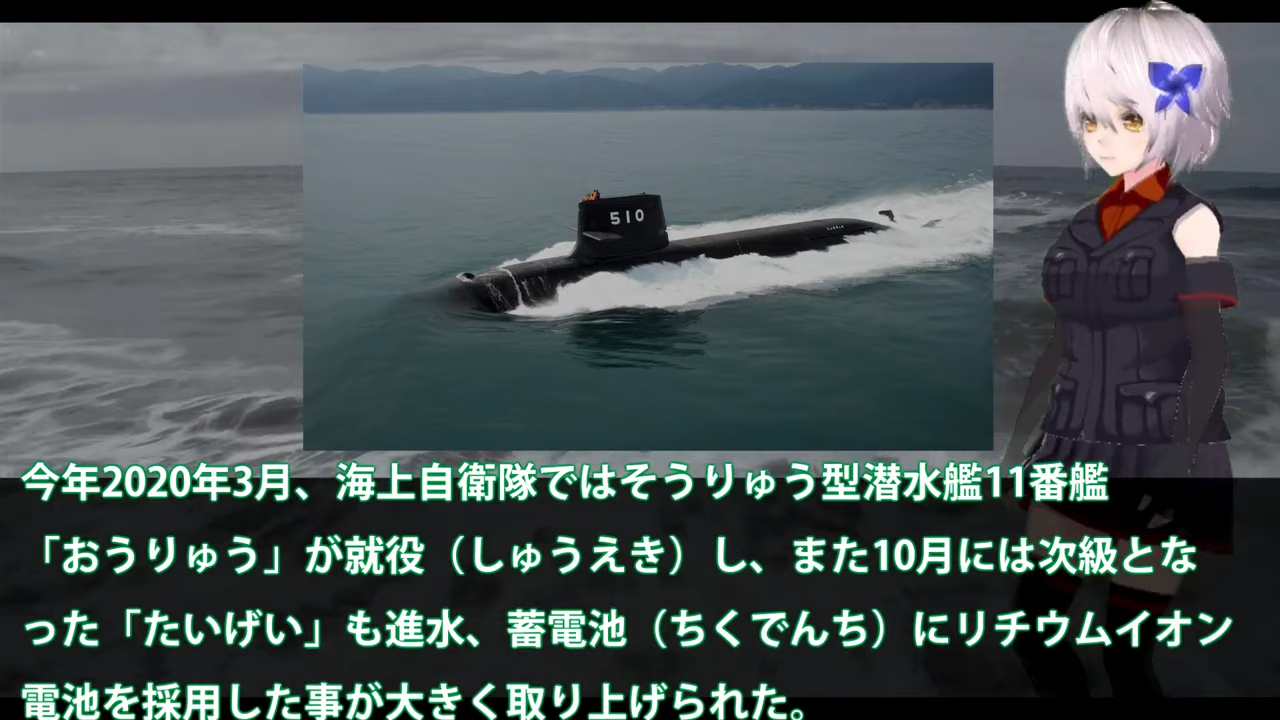 510
今年2020年3月、海上自衛隊ではそうりゅう型潜水艦11番艦
「おうりゅう」が就役（しゅうえき）し、また10月には次級とな
った「たいげい」も進水、蓄電池（ちくでんち）にリチウムイオン
電池を採用した事が大きく取り上げられた。